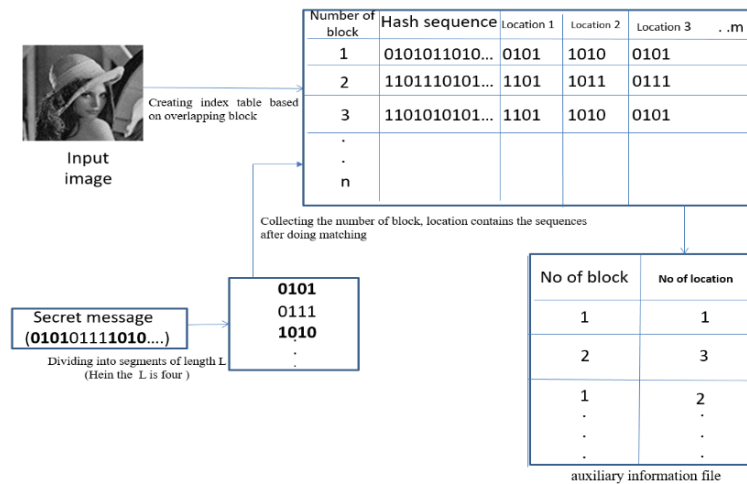 Number of block Hash sequence Location 1 Location 2 Location 3 . .m
1 0101011010... 0101 1010 0101
2 1101110101... 1101 1011 0111
3 1101010101... 1101 1010 0101
.
.
n
Creating index table based
on overlapping block
Input
image
Collecting the number of block, location contains the sequences
after doing matching
Secret message
(010101111010....)
Dividing into segments of length L
(Hein the L is four )
0101
0111
1010
.
.
No of block No of location
1 1
2 3
1 2
. .
. .
. .
auxiliary information file